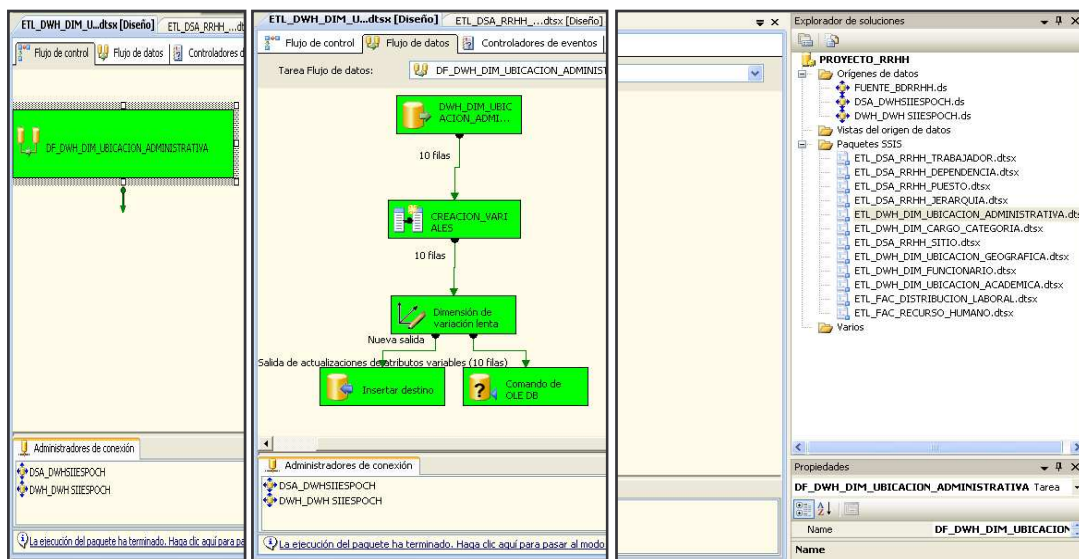 ETL_DWH_DIM_U...dtsx [Diseño] ETL_DSA_RRHH_...dt
Flujo de control Flujo de datos Controladores d
DF_DWH_DIM_UBICACION_ADMINISTRATIVA
Administradores de conexión
DSA_DWHSIIESPOCH
DWH_DWH SIIESPOCH
La ejecución del paquete ha terminado. Haga clic aquí para pa
ETL_DWH_DIM_U...dtsx [Diseño] ETL_DSA_RRHH_...dtsx [Diseño]
Flujo de control Flujo de datos Controladores de eventos
Tarea Flujo de datos: DF_DWH_DIM_UBICACION_ADMINIST
DWH_DIM_UBIC
ACION_ADMI...
10 filas
CREACION_VARI
ALES
10 filas
Dimensión de
variación lenta
Nueva salida
Salida de actualizaciones de atributos variables (10 filas)
Insertar destino
Comando de
OLE DB
Administradores de conexión
DSA_DWHSIIESPOCH
DWH_DWH SIIESPOCH
La ejecución del paquete ha terminado. Haga clic aquí para pasar al modo
Explorador de soluciones
PROYECTO_RRHH
Orígenes de datos
FUENTE_BDRRHH.ds
DSA_DWHSIIESPOCH.ds
DWH_DWH SIIESPOCH.ds
Vistas del origen de datos
Paquetes SSIS
ETL_DSA_RRHH_TRABAJADOR.dtsx
ETL_DSA_RRHH_DEPENDENCIA.dtsx
ETL_DSA_RRHH_PUESTO.dtsx
ETL_DSA_RRHH_JERARQUIA.dtsx
ETL_DWH_DIM_UBICACION_ADMINISTRATIVA.dts
ETL_DWH_DIM_CARGO_CATEGORIA.dtsx
ETL_DSA_RRHH_SITIO.dtsx
ETL_DWH_DIM_UBICACION_GEOGRAFICA.dtsx
ETL_DWH_DIM_FUNCIONARIO.dtsx
ETL_DWH_DIM_UBICACION_ACADEMICA.dtsx
ETL_FAC_DISTRIBUCION_LABORAL.dtsx
ETL_FAC_RECURSO_HUMANO.dtsx
Varios
Propiedades
DF_DWH_DIM_UBICACION_ADMINISTRATIVA Tarea
Name DF_DWH_DIM_UBICACION
Name